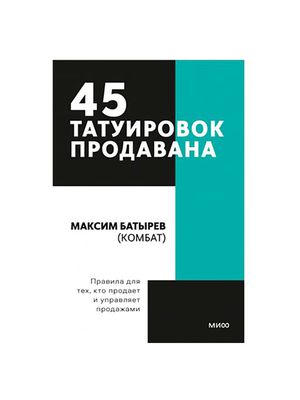 45
ТАТУИРОВОК
ПРОДАВАНА
МАКСИМ БАТЫРЕВ
(КОМБАТ)
Правила для
тех, кто продает
и управляет
продажами
МИФ